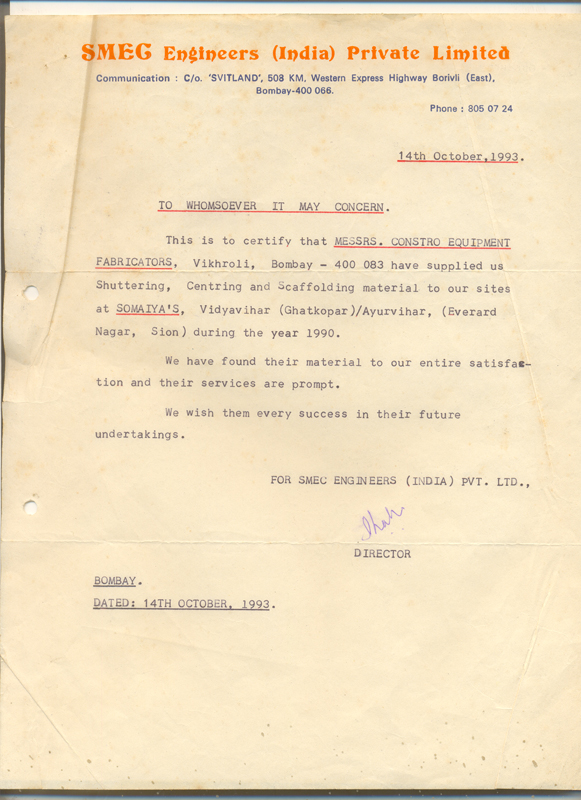 SMEC Engineers (India) Private Limited
Communication : C/o. 'SVITLAND', 508 KM, Western Express Highway Borivli (East),
Bombay-400 066.
Phone : 805 07 24
14th October,1993.
TO WHOMSOEVER IT MAY CONCERN.
This is to certify that MESSRS. CONSTRO EQUIPMENT
FABRICATORS, Vikhroli, Bombay - 400 083 have supplied us
Shuttering, Centring and Scaffolding material to our sites
at SOMAIYA'S, Vidyavihar (Ghatkopar)/Ayurvihar, (Everard
Nagar, Sion) during the year 1990.
We have found their material to our entire satisfac-
tion and their services are prompt.
We wish them every success in their future
undertakings.
FOR SMEC ENGINEERS (INDIA) PVT. LTD.,
DIRECTOR
BOMBAY.
DATED: 14TH OCTOBER, 1993.